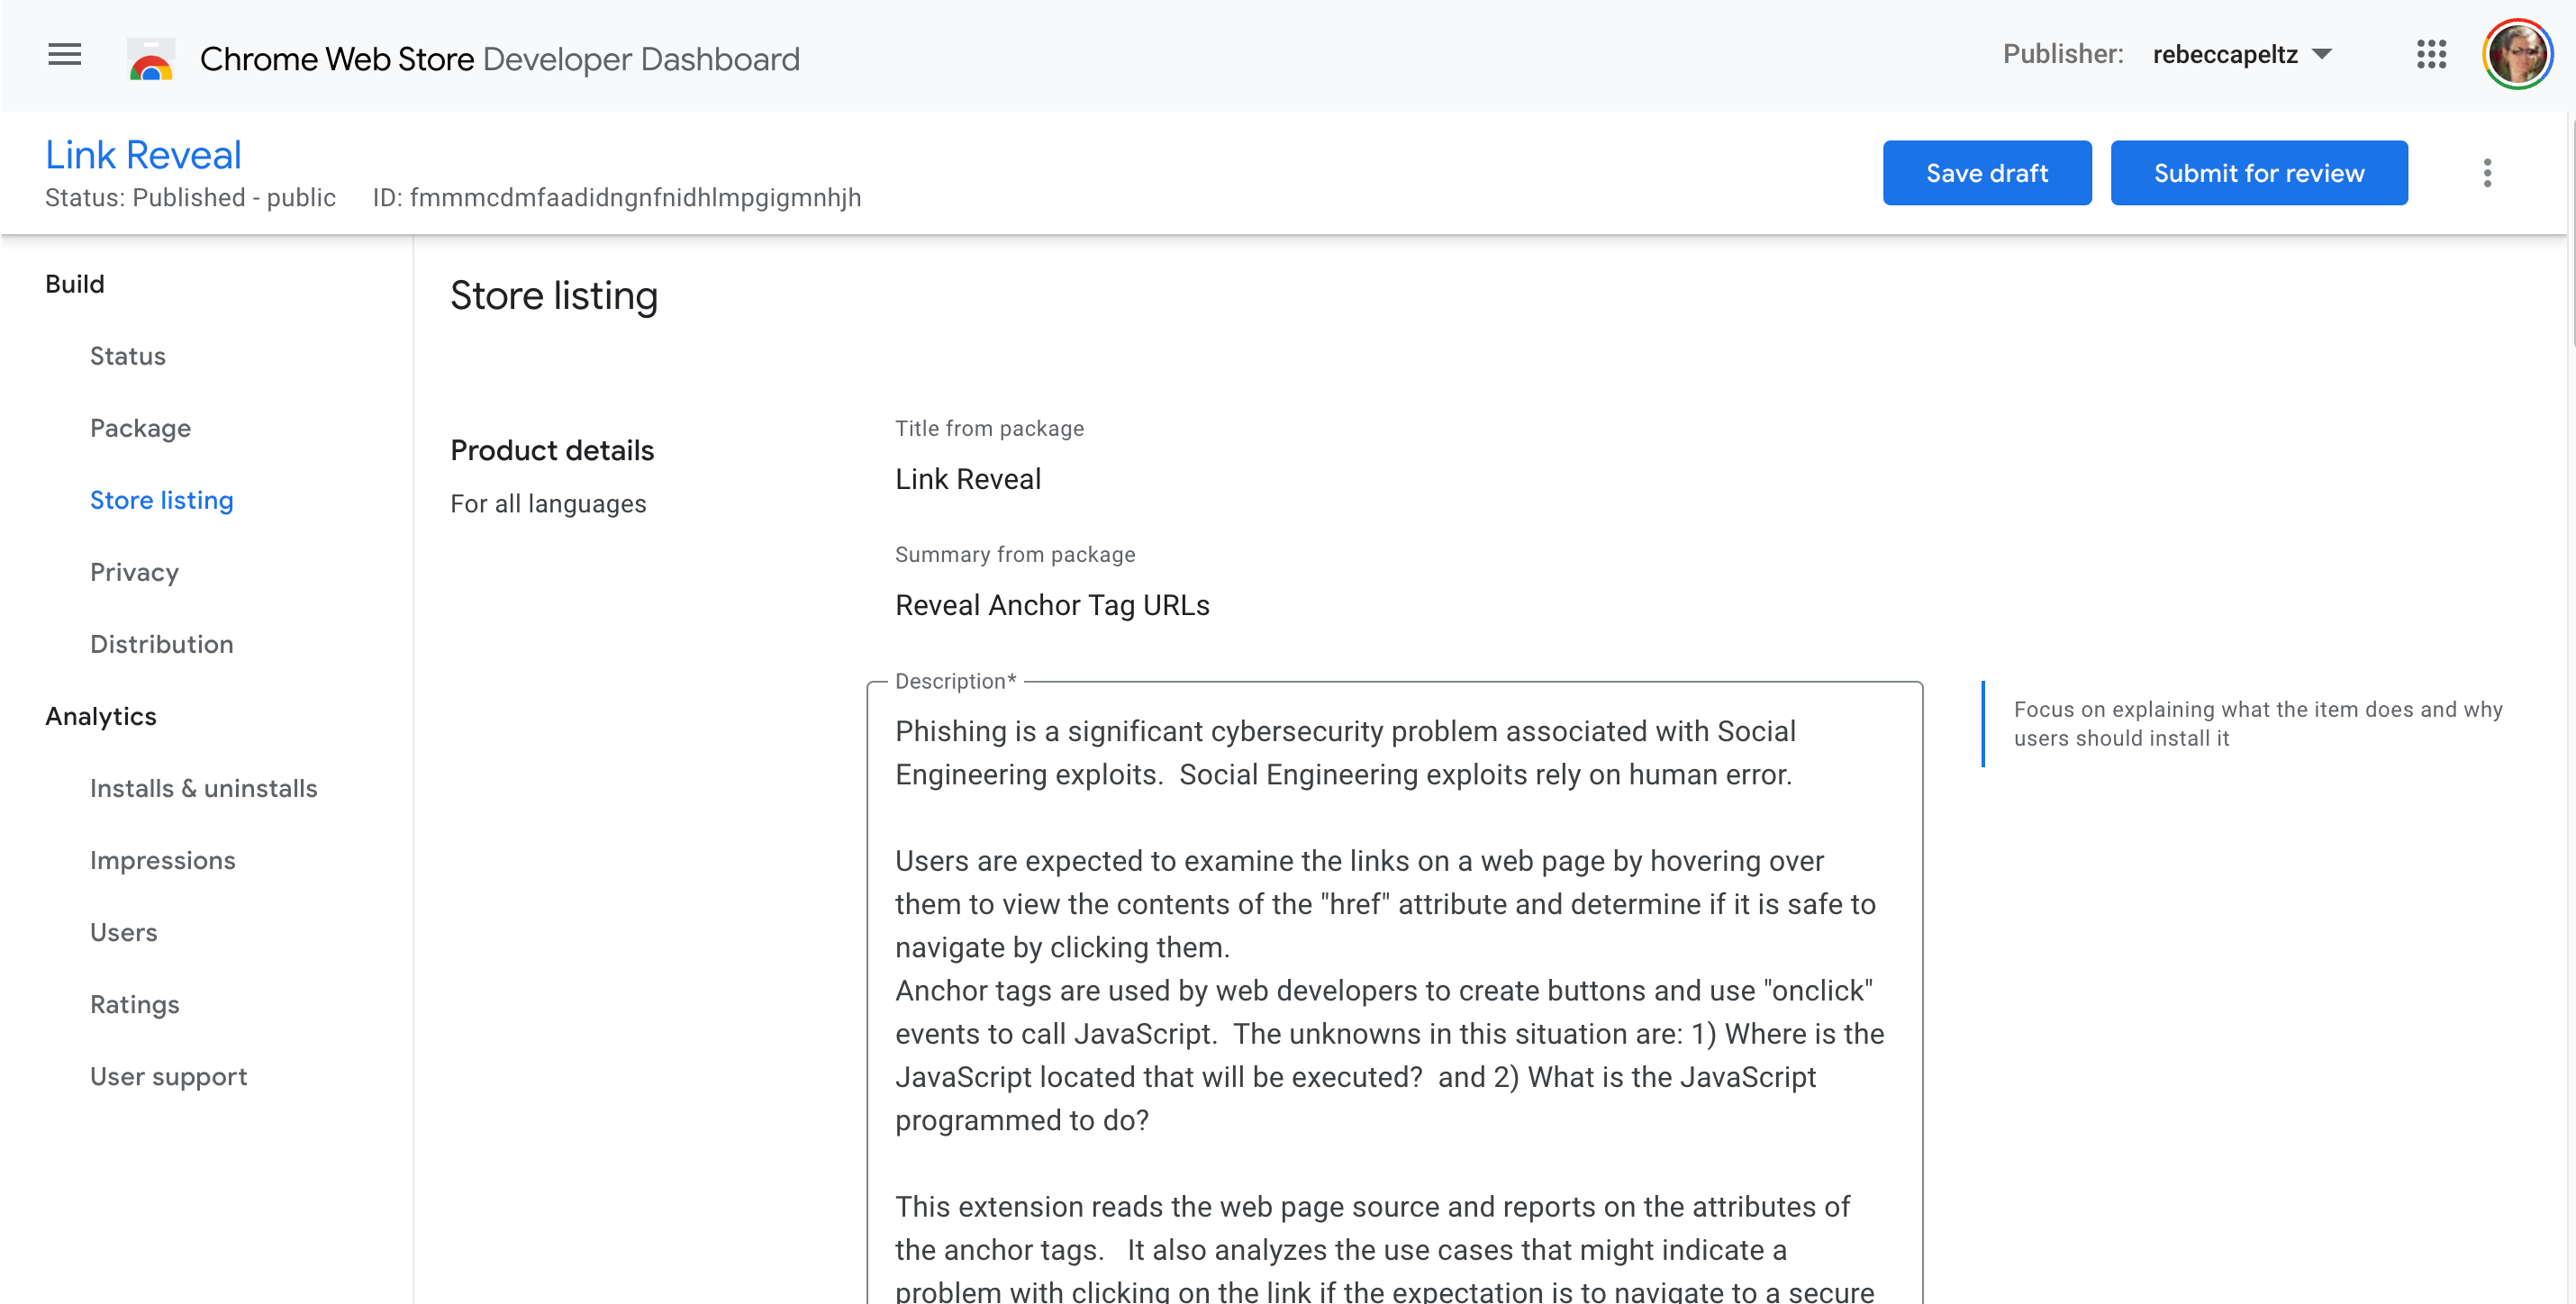 Chrome Web Store Developer Dashboard
Publisher: rebeccapeltz
Link Reveal
Status: Published - public ID: fmmmcdmfaadidngnfnidhlmpgigmnhjh
Save draft
Submit for review
Build
Status
Package
Store listing
Privacy
Distribution
Analytics
Installs & uninstalls
Impressions
Users
Ratings
User support
Store listing
Product details
For all languages
Title from package
Link Reveal
Summary from package
Reveal Anchor Tag URLs
Description*
Phishing is a significant cybersecurity problem associated with Social
Engineering exploits.  Social Engineering exploits rely on human error.
Users are expected to examine the links on a web page by hovering over
them to view the contents of the "href" attribute and determine if it is safe to
navigate by clicking them.
Anchor tags are used by web developers to create buttons and use "onclick"
events to call JavaScript.  The unknowns in this situation are: 1) Where is the
JavaScript located that will be executed?  and 2) What is the JavaScript
programmed to do?
This extension reads the web page source and reports on the attributes of
the anchor tags.   It also analyzes the use cases that might indicate a
problem with clicking on the link if the expectation is to navigate to a secure
Focus on explaining what the item does and why
users should install it